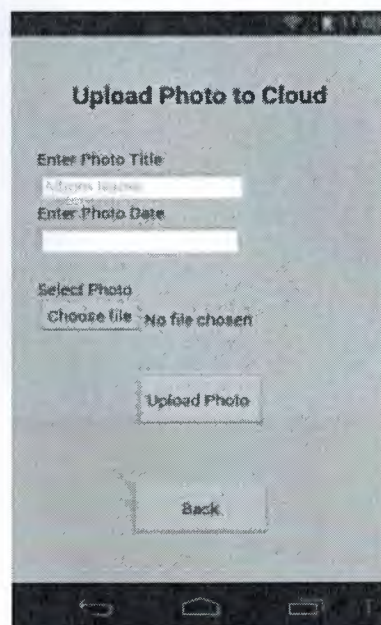 Upload Photo to Cloud
Enter Photo Title
Enter Photo Date
Select Photo
Choose file No file chosen
Upload Photo
Back